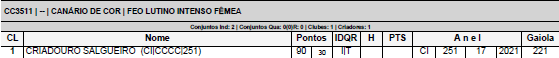 CC3511 | -- | CANÁRIO DE COR | FEO LUTINO INTENSO FÊMEA
Conjuntos Ind: 2 | Conjuntos Qua: 0(0)R: 0 | Clubes: 1 | Criadores: 1
CL Nome Pontos IDQR H PTS A n e l Gaiola
1 CRIADOURO SALGUEIRO (CI|CCCC|251) 90 30 I|T CI 251 17 2021 221